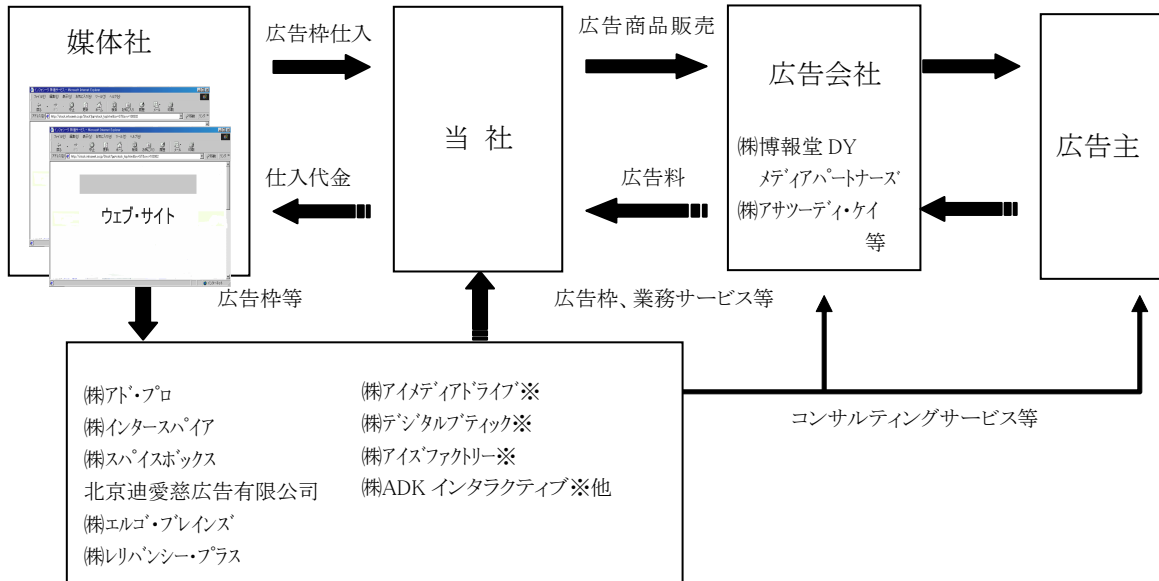 媒体社
ウェブ・サイト
広告枠仕入
仕入代金
当 社
広告商品販売
広告料
広告会社
㈱博報堂 DY
メディアパートナーズ
㈱アサツーディ・ケイ
等
広告主
広告枠等
広告枠、業務サービス等
㈱アド・プロ
㈱インタースパイア
㈱スパイスボックス
北京迪愛慈広告有限公司
㈱エルゴ・ブレインズ
㈱レリバンシー・プラス
㈱アイメディアドライブ※
㈱デジタルブティック※
㈱アイズファクトリー※
㈱ADK インタラクティブ※他
コンサルティングサービス等